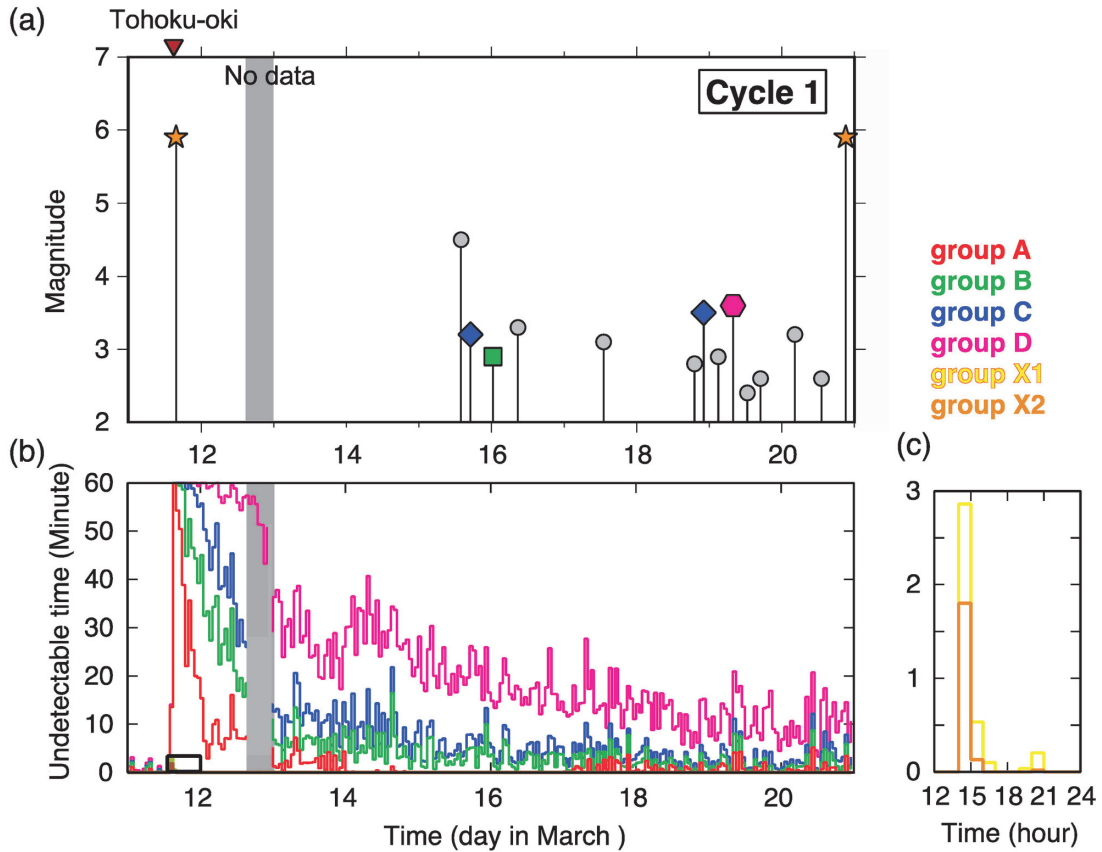 (a)
Tohoku-oki
No data
Cycle 1
7
6
5
4
3
2
Magnitude
12 14 16 18 20
group A
group B
group C
group D
group X1
group X2
(b)
60
50
40
30
20
10
0
Undetectable time (Minute)
12 14 16 18 20
Time (day in March )
(c)
3
2
1
0
12 15 18 21 24
Time (hour)